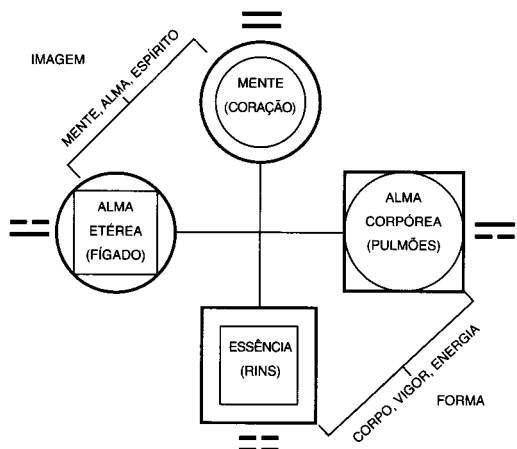 IMAGEM
MENTE, ALMA, ESPÍRITO
MENTE
(CORAÇÃO)
ALMA
ETÉREA
(FÍGADO)
ALMA
CORPÓREA
(PULMÕES)
ESSÊNCIA
(RINS)
CORPO, VIGOR, ENERGIA
FORMA